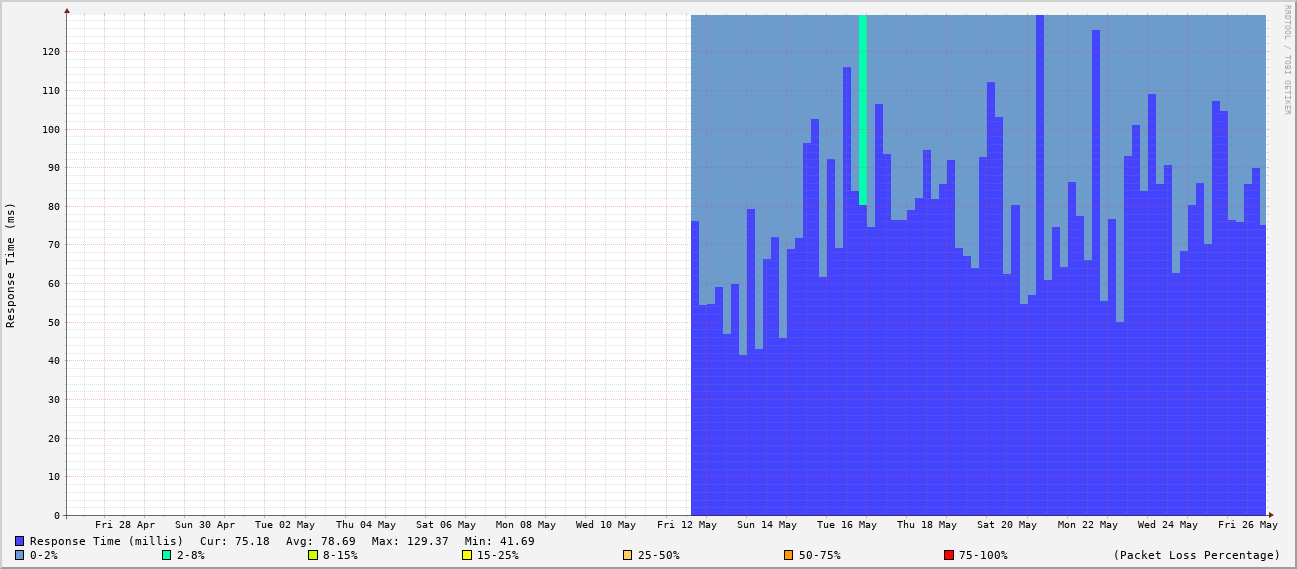 RRDTOOL / TOBI OETIKER
Response Time (ms)
120
110
100
90
80
70
60
50
40
30
20
10
0
Fri 28 Apr Sun 30 Apr Tue 02 May Thu 04 May Sat 06 May Mon 08 May Wed 10 May Fri 12 May Sun 14 May Tue 16 May Thu 18 May Sat 20 May Mon 22 May Wed 24 May Fri 26 May
Response Time (millis) Cur: 75.18 Avg: 78.69 Max: 129.37 Min: 41.69
0-2% 2-8% 8-15% 15-25% 25-50% 50-75% 75-100% (Packet Loss Percentage)